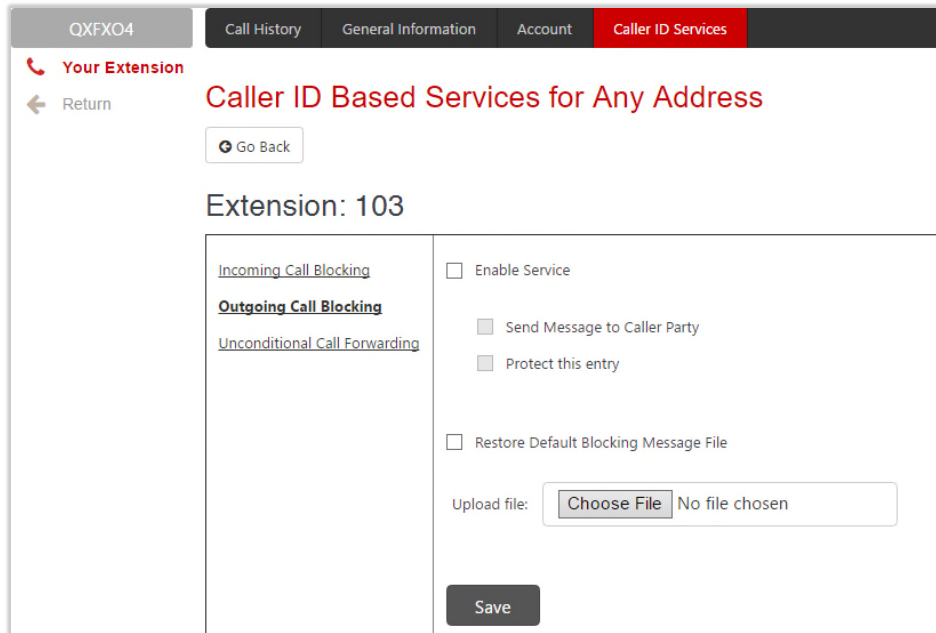 QXFXO4
Call History General Information Account Caller ID Services
Your Extension
Return
Caller ID Based Services for Any Address
Go Back
Extension: 103
Incoming Call Blocking
Outgoing Call Blocking
Unconditional Call Forwarding
Enable Service
Send Message to Caller Party
Protect this entry
Restore Default Blocking Message File
Upload file: Choose File No file chosen
Save